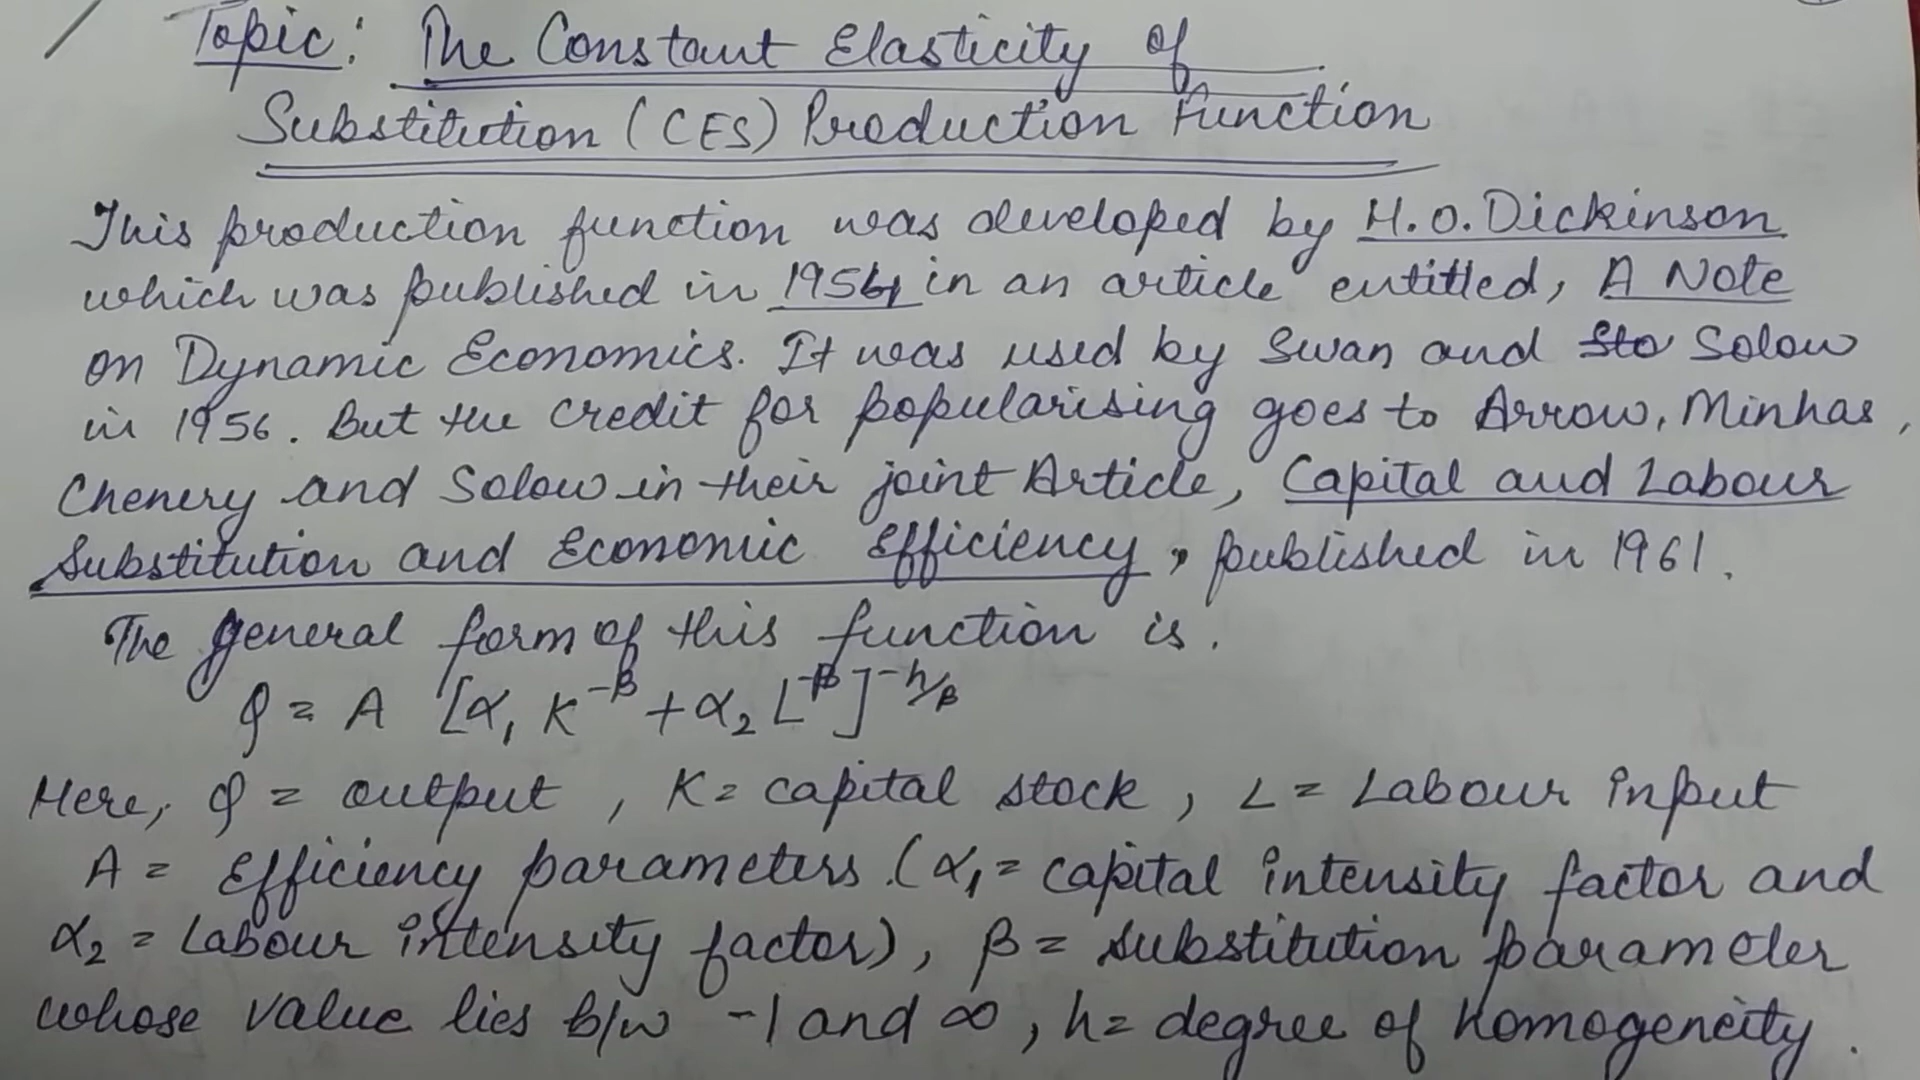 Topic: The Constant Elasticity of
Substitution (CES) Production Function
This production function was developed by H.O. Dickinson
which was published in 1954 in an article entitled, A Note
on Dynamic Economics. It was used by Swan and Sto Solow
in 1956. But the credit for popularising goes to Arrow, Minhas,
Chenery and Solow in their joint Article, Capital and Labour
Substitution and Economic Efficiency, published in 1961.
The general form of this function is.
Q = A [α₁ K^-β + α₂ L^-β]^-h/β
Here, Q = output, K = capital stock, L = Labour input
A = Efficiency parameters. (α₁ = capital intensity factor and
α₂ = Labour intensity factor), β = substitution parameter
whose value lies b/w -1 and ∞, h = degree of homogeneity.